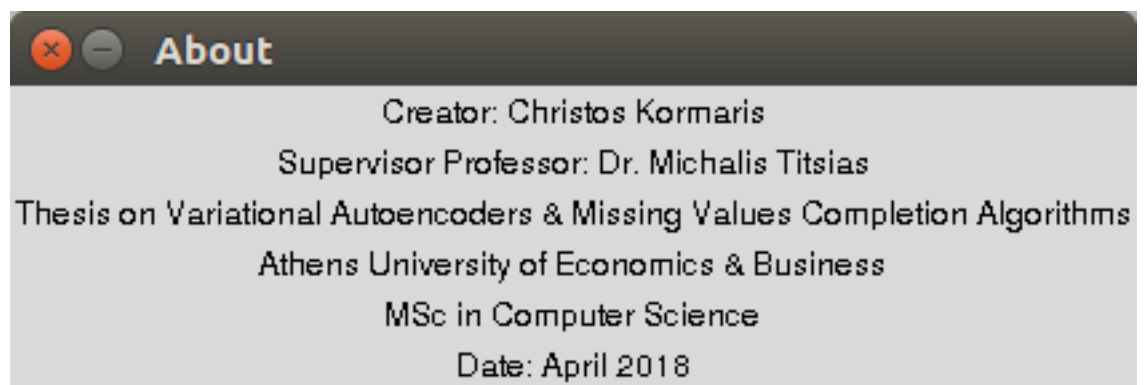 About
Creator: Christos Kormaris
Supervisor Professor: Dr. Michalis Titsias
Thesis on Variational Autoencoders & Missing Values Completion Algorithms
Athens University of Economics & Business
MSc in Computer Science
Date: April 2018